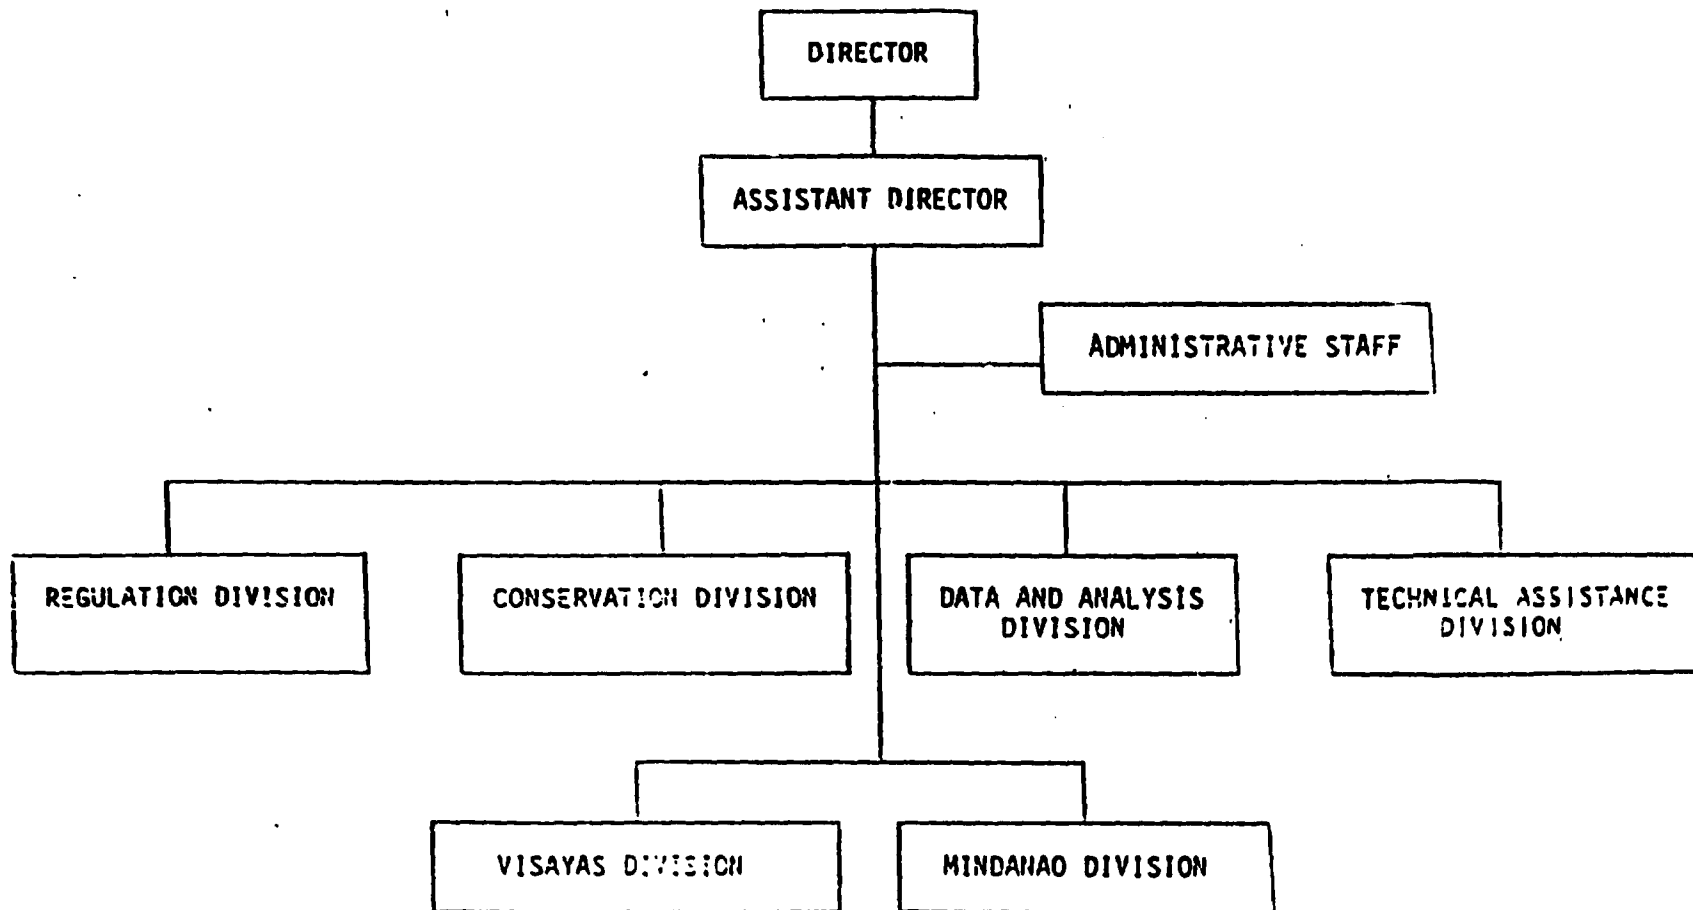 DIRECTOR
ASSISTANT DIRECTOR
ADMINISTRATIVE STAFF
REGULATION DIVISION
CONSERVATION DIVISION
DATA AND ANALYSIS
DIVISION
TECHNICAL ASSISTANCE
DIVISION
VISAYAS DIVISION
MINDANAO DIVISION